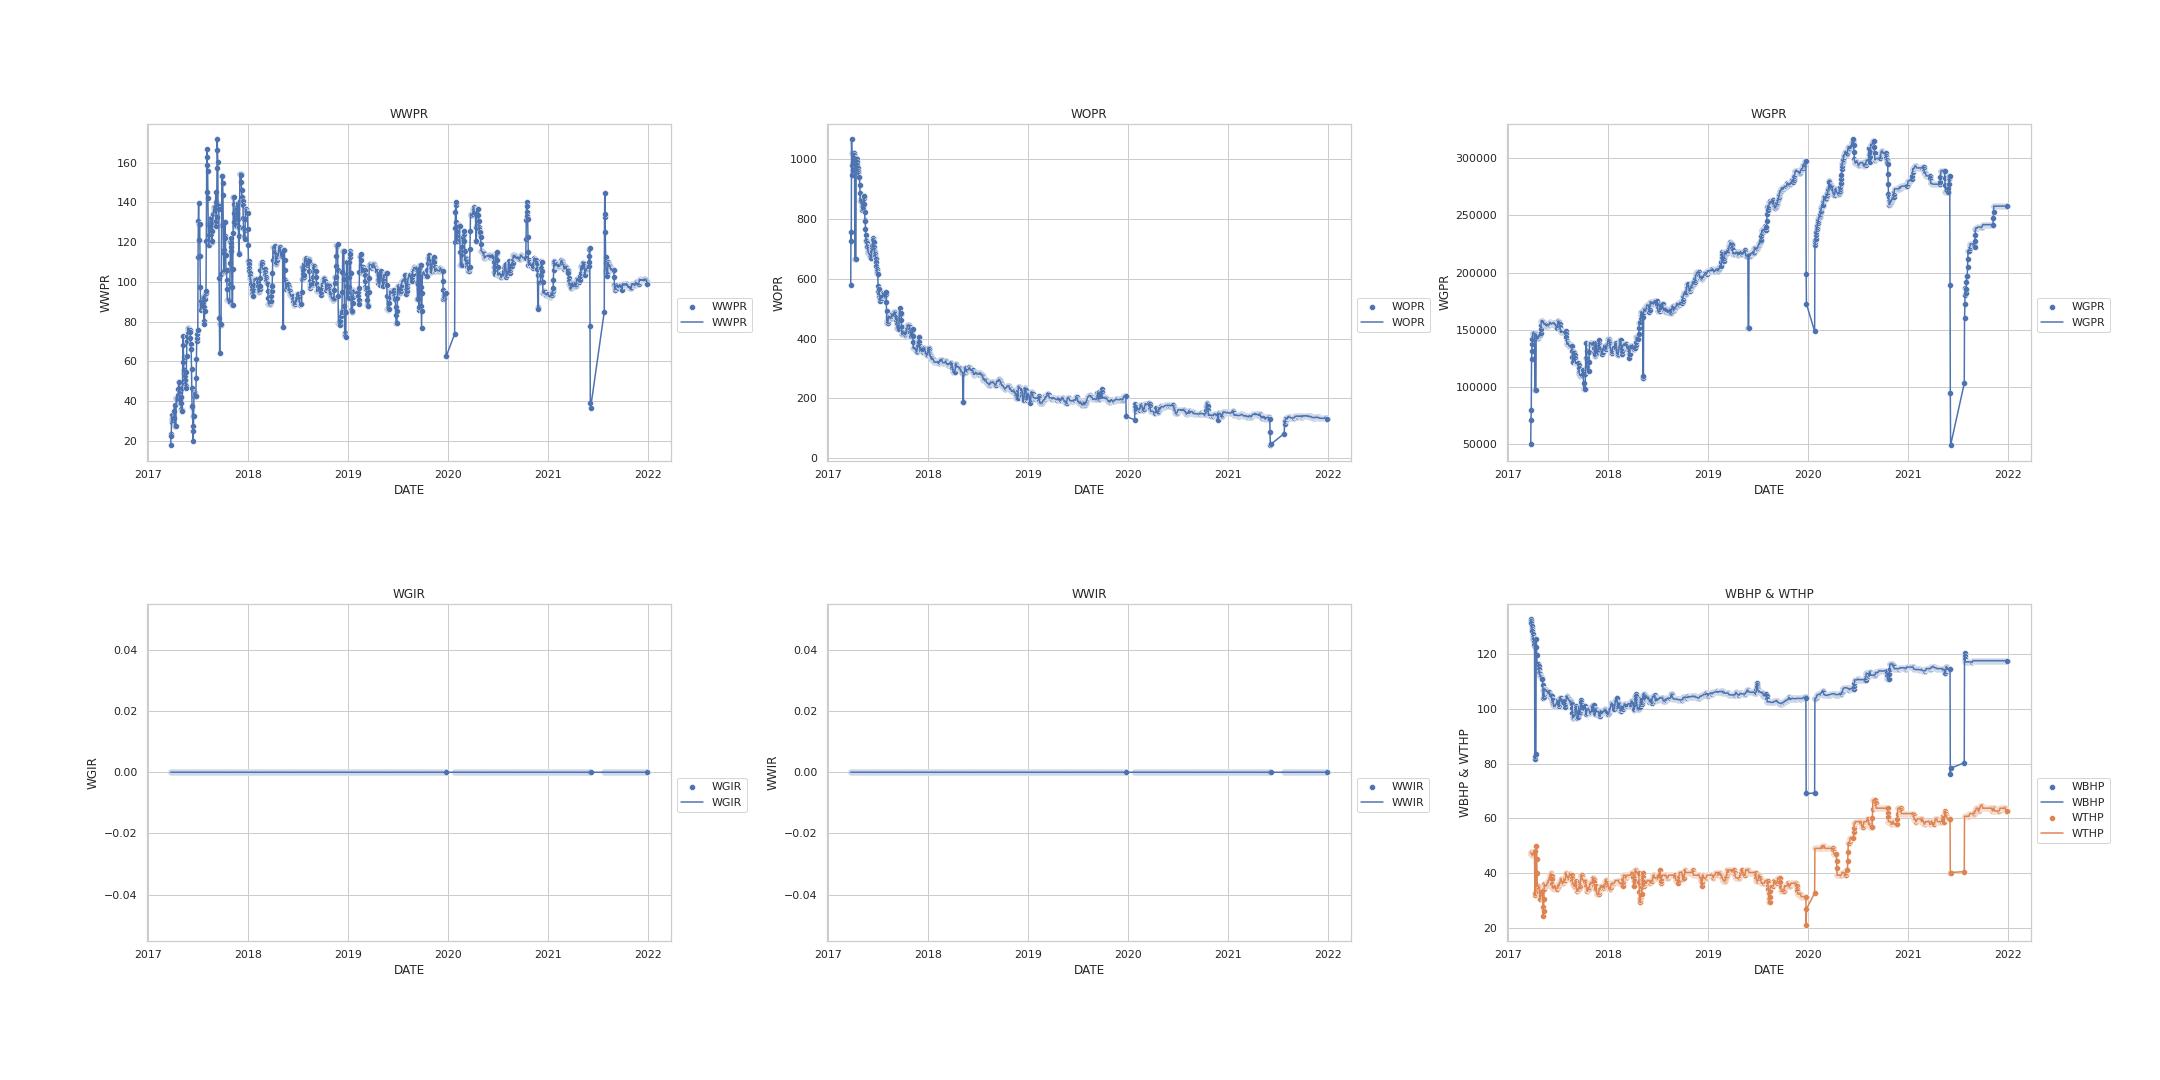 WWPR
WWPR
160
140
120
100
80
60
40
20
2017 2018 2019 2020 2021 2022
DATE
WWPR
WWPR
WOPR
WOPR
1000
800
600
400
200
0
2017 2018 2019 2020 2021 2022
DATE
WOPR
WOPR
WGPR
WGPR
300000
250000
200000
150000
100000
50000
2017 2018 2019 2020 2021 2022
DATE
WGPR
WGPR
WGIR
WGIR
0.04
0.02
0.00
−0.02
−0.04
2017 2018 2019 2020 2021 2022
DATE
WGIR
WGIR
WWIR
WWIR
0.04
0.02
0.00
−0.02
−0.04
2017 2018 2019 2020 2021 2022
DATE
WWIR
WWIR
WBHP & WTHP
WBHP & WTHP
120
100
80
60
40
20
2017 2018 2019 2020 2021 2022
DATE
WBHP
WBHP
WTHP
WTHP